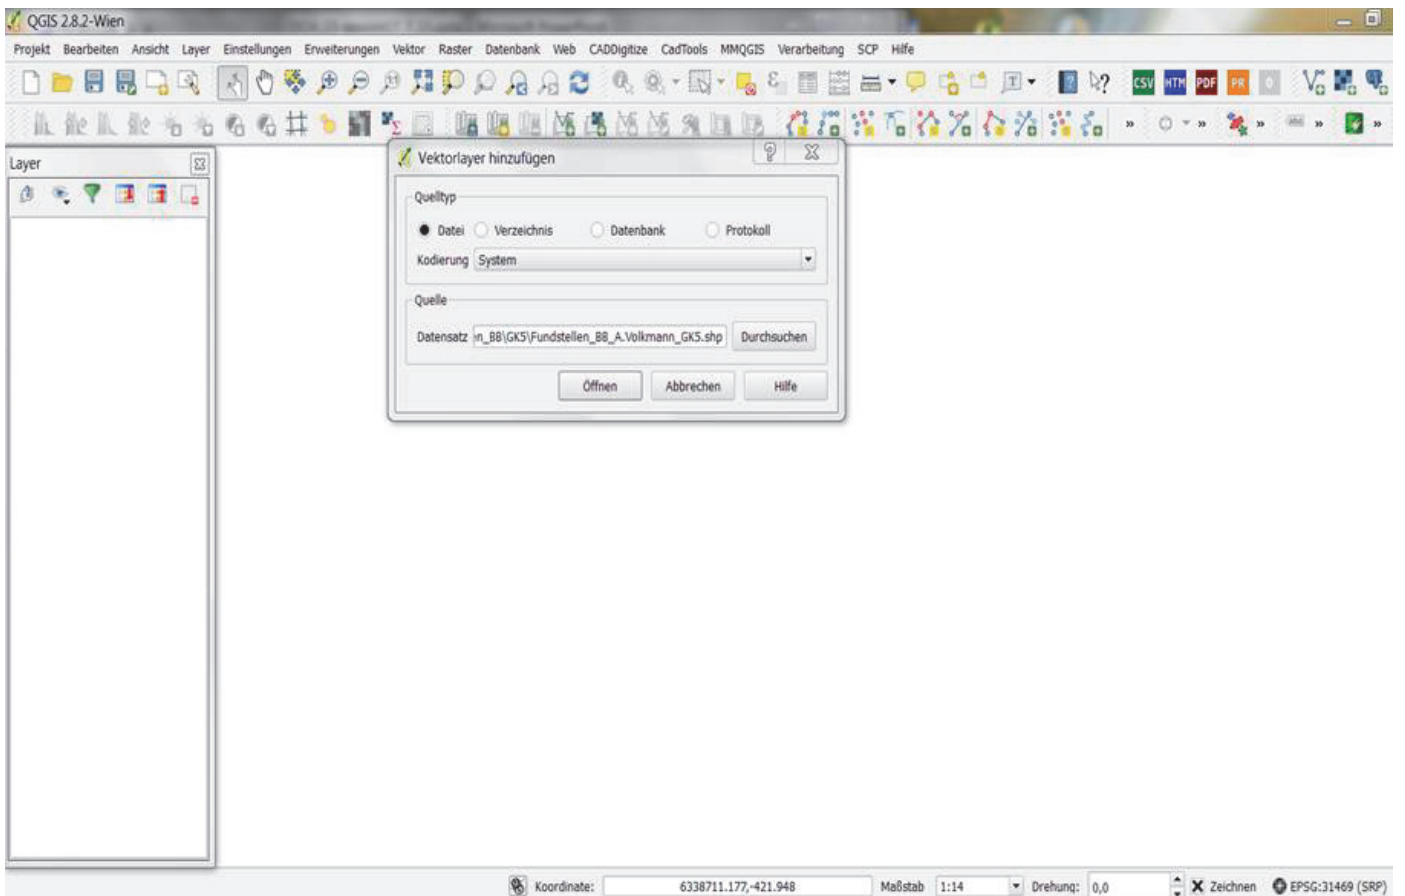 QGIS 2.8.2-Wien
Projekt Bearbeiten Ansicht Layer Einstellungen Erweiterungen Vektor Raster Datenbank Web CADDigitize CadTools MMQGIS Verarbeitung SCP Hilfe
CSV HTM PDF PR
Layer
Vektorlayer hinzufügen
Quelltyp
Datei Verzeichnis Datenbank Protokoll
Kodierung System
Quelle
Datensatz n_BB\GK5\Fundstellen_BB_A.Volkmann_GK5.shp Durchsuchen
Öffnen Abbrechen Hilfe
Koordinate: 6338711.177,-421.948 Maßstab 1:14 Drehung: 0,0 Zeichnen EPSG:31469 (SRP)